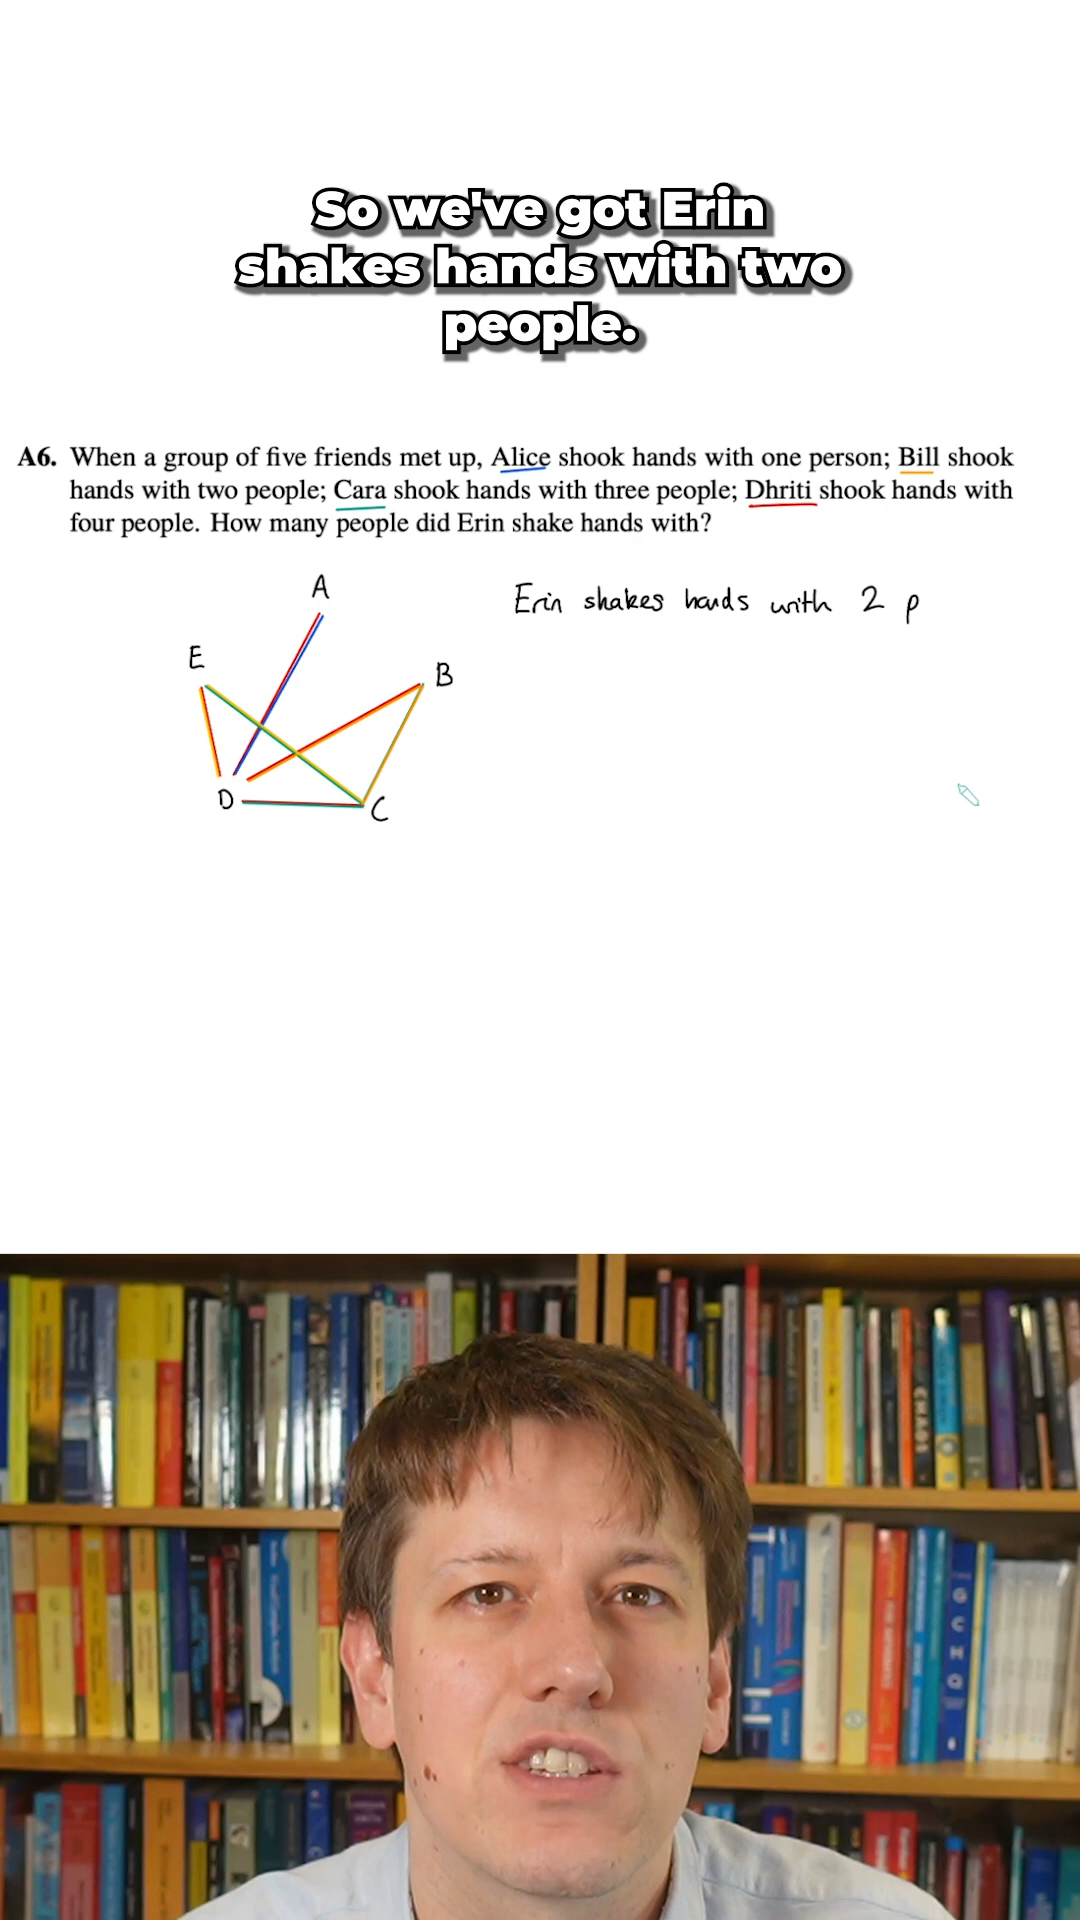 So we've got Erin
shakes hands with two
people.
A6. When a group of five friends met up, Alice shook hands with one person; Bill shook
hands with two people; Cara shook hands with three people; Dhriti shook hands with
four people. How many people did Erin shake hands with?
A
Erin shakes hands with 2 p
E
B
D
C
CHAOS
GCHQ